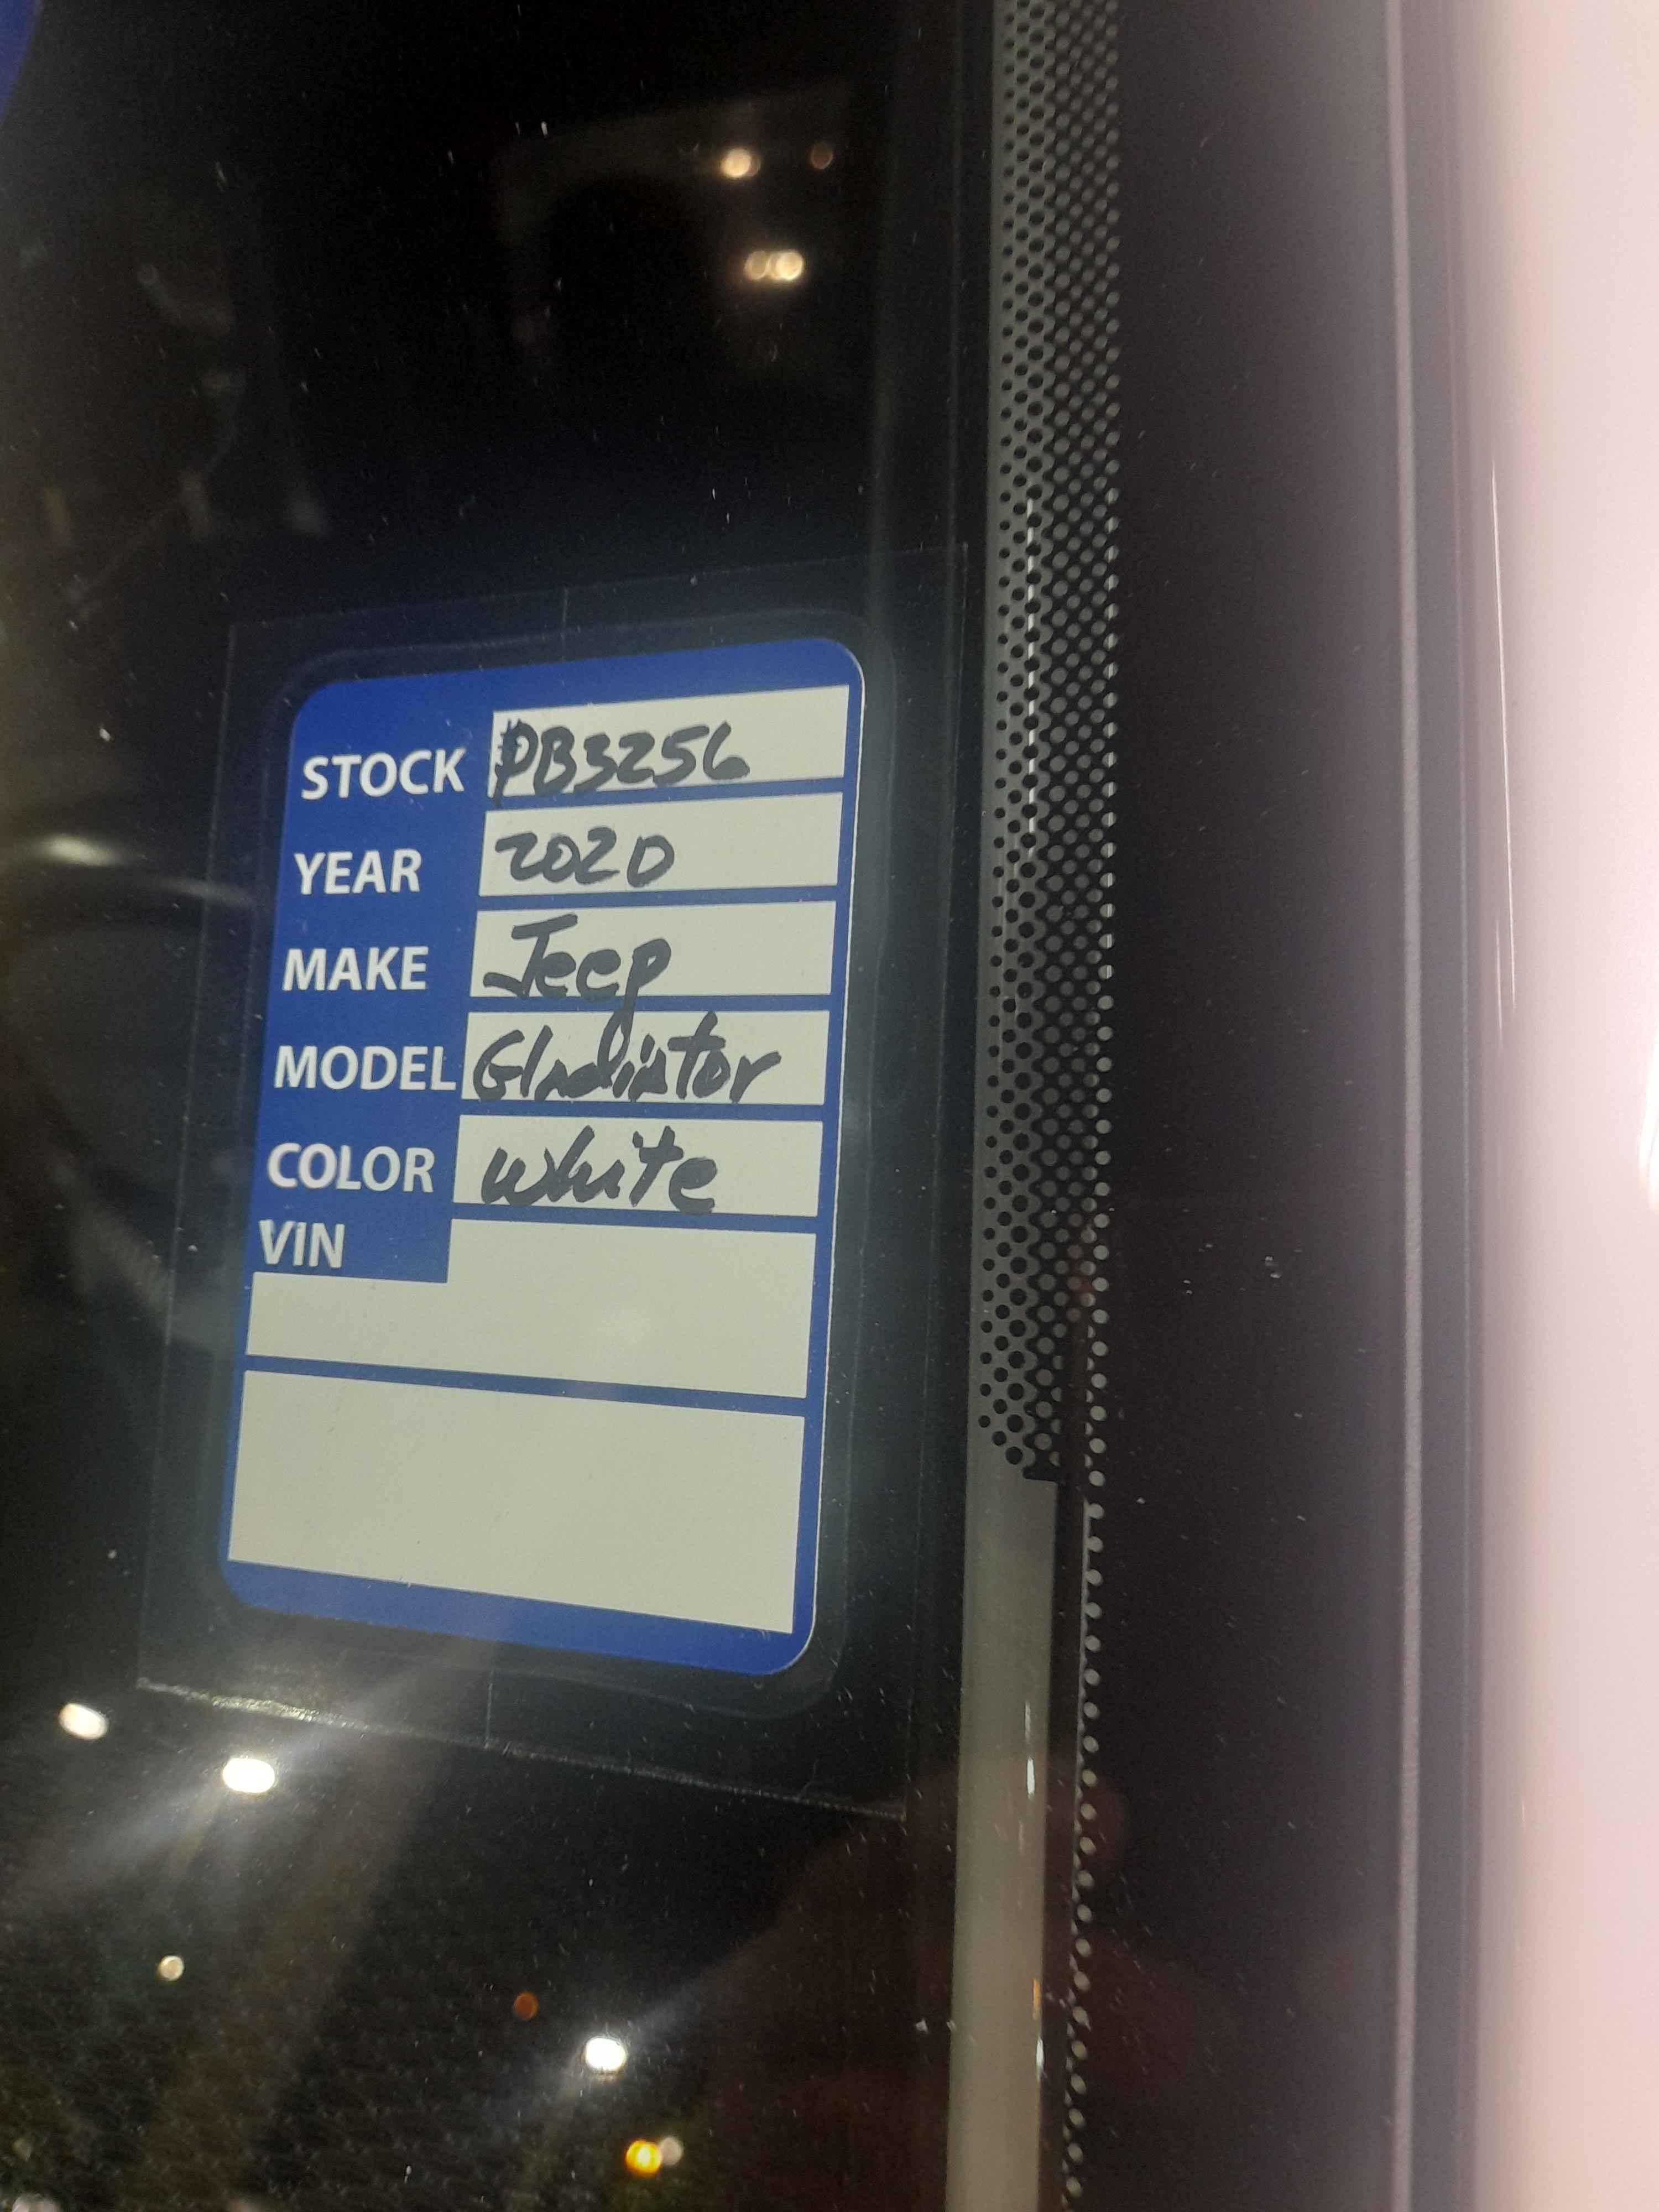 STOCK PB3256
YEAR 2020
MAKE Jeep
MODEL Gladiator
COLOR White
VIN